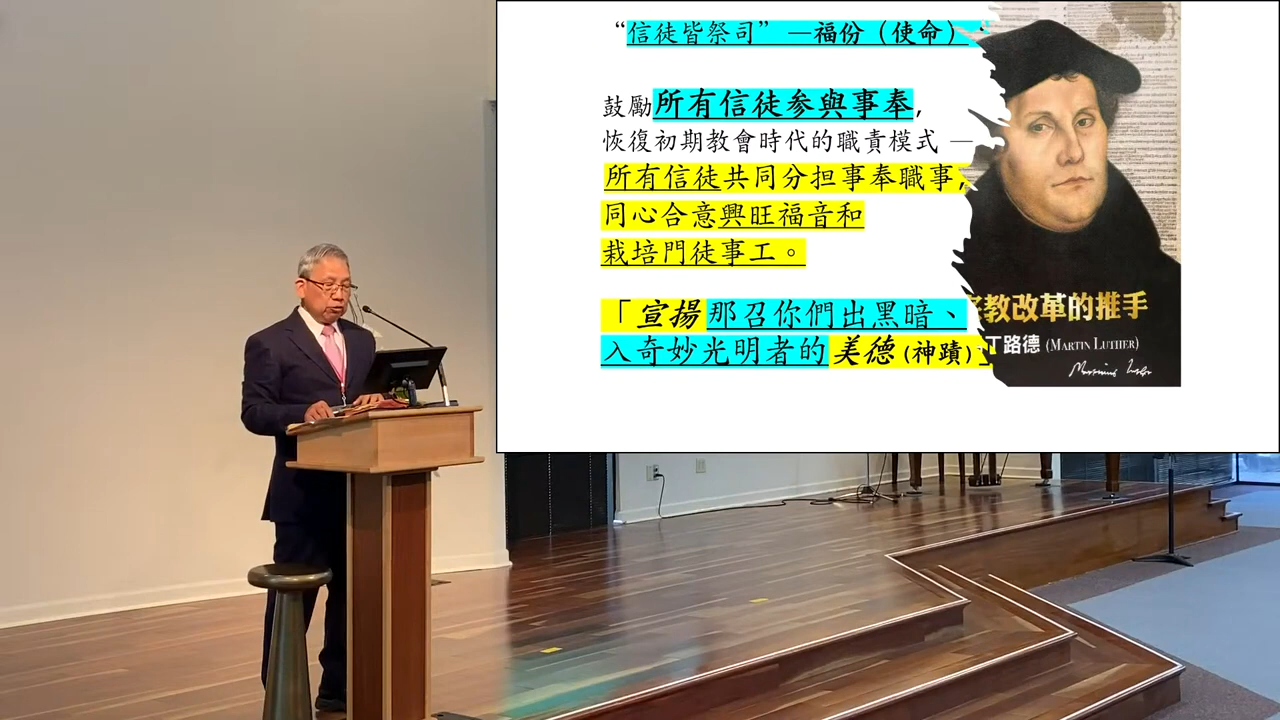 “信徒皆祭司” —福份（使命）：
鼓勵所有信徒參與事奉，
恢復初期教會時代的職責模式 —
所有信徒共同分担事奉職事，
同心合意興旺福音和
栽培門徒事工。
「宣揚那召你們出黑暗、
入奇妙光明者的美德(神蹟)」
宗教改革的推手
丁路德 (MARTIN LUTHER)